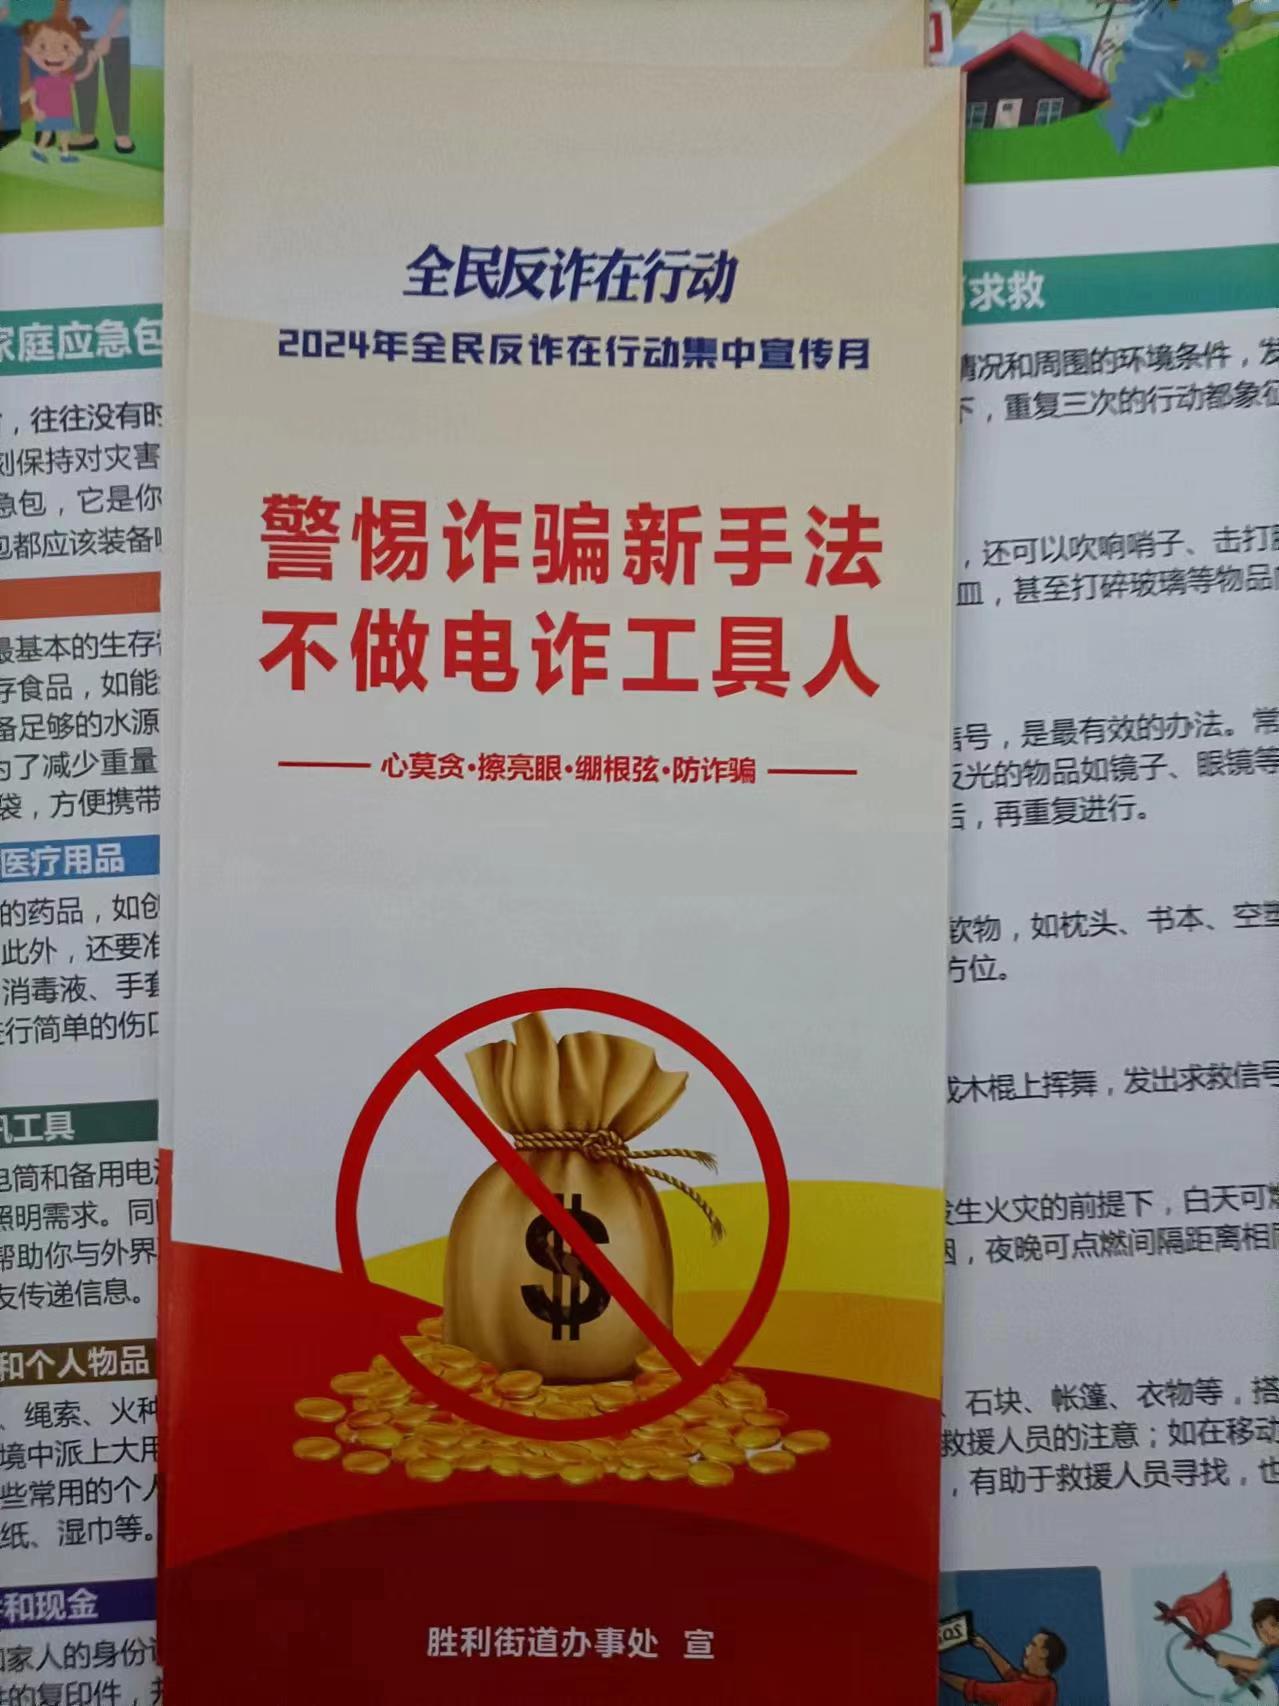 全民反诈在行动
2024年全民反诈在行动集中宣传月
警惕诈骗新手法
不做电诈工具人
心莫贪·擦亮眼·绷根弦·防诈骗
$
胜利街道办事处 宣
家庭应急包
，往往没有时
刻保持对灾害
急包，它是你
包都应该装备
最基本的生存
存食品，如能
备足够的水源
为了减少重量
袋，方便携带
医疗用品
的药品，如创
此外，还要准
消毒液、手套
进行简单的伤口
讯工具
电筒和备用电
照明需求。同
帮助你与外界
友传递信息。
和个人物品
、绳索、火种
境中派上大用
些常用的个人
纸、湿巾等。
和现金
家人的身份证
的复印件，并
求救
情况和周围的环境条件，发
下，重复三次的行动都象征
，还可以吹响哨子、击打脸
皿，甚至打碎玻璃等物品
信号，是最有效的办法。常
反光的物品如镜子、眼镜等
后，再重复进行。
软物，如枕头、书本、空塑
方位。
或木棍上挥舞，发出求救信号
发生火灾的前提下，白天可燃
，夜晚可点燃间隔距离相同
、石块、帐篷、衣物等，搭
救援人员的注意；如在移动
，有助于救援人员寻找，也
SOS